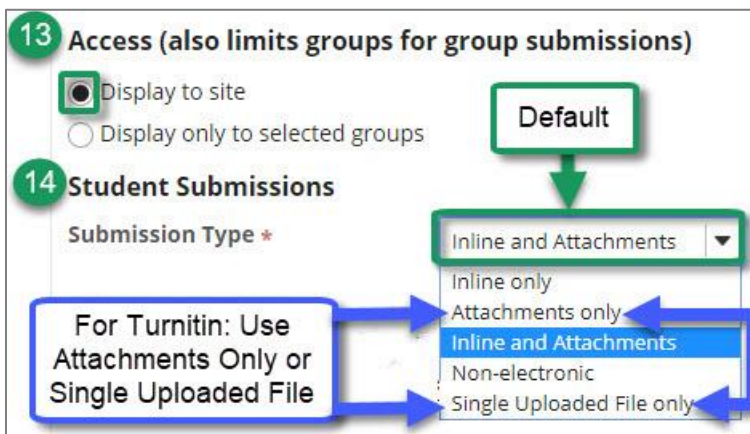 13 Access (also limits groups for group submissions)
Display to site
Display only to selected groups
Default
14 Student Submissions
Submission Type *
Inline and Attachments
Inline only
Attachments only
Inline and Attachments
Non-electronic
Single Uploaded File only
For Turnitin: Use
Attachments Only or
Single Uploaded File